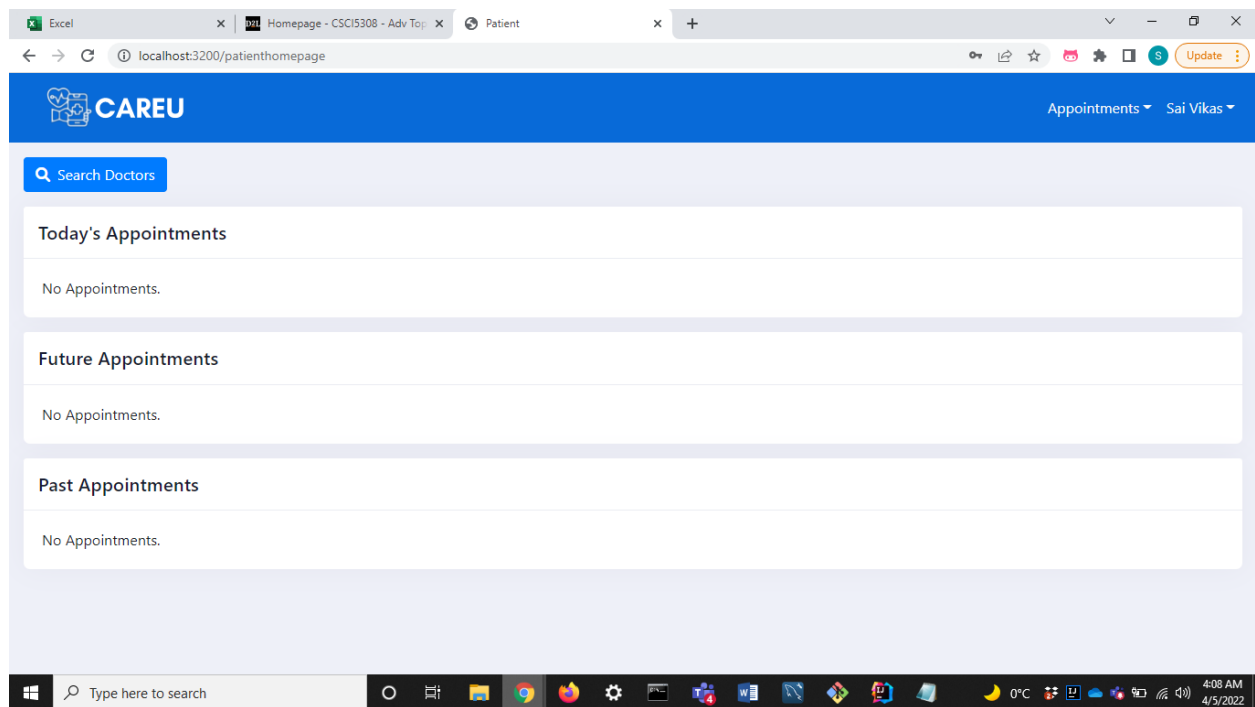 Excel
Homepage - CSCI5308 - Adv Top
Patient
localhost:3200/patienthomepage
S
Update
CAREU
Appointments
Sai Vikas
Search Doctors
Today's Appointments
No Appointments.
Future Appointments
No Appointments.
Past Appointments
No Appointments.
Type here to search
0°C
4:08 AM
4/5/2022